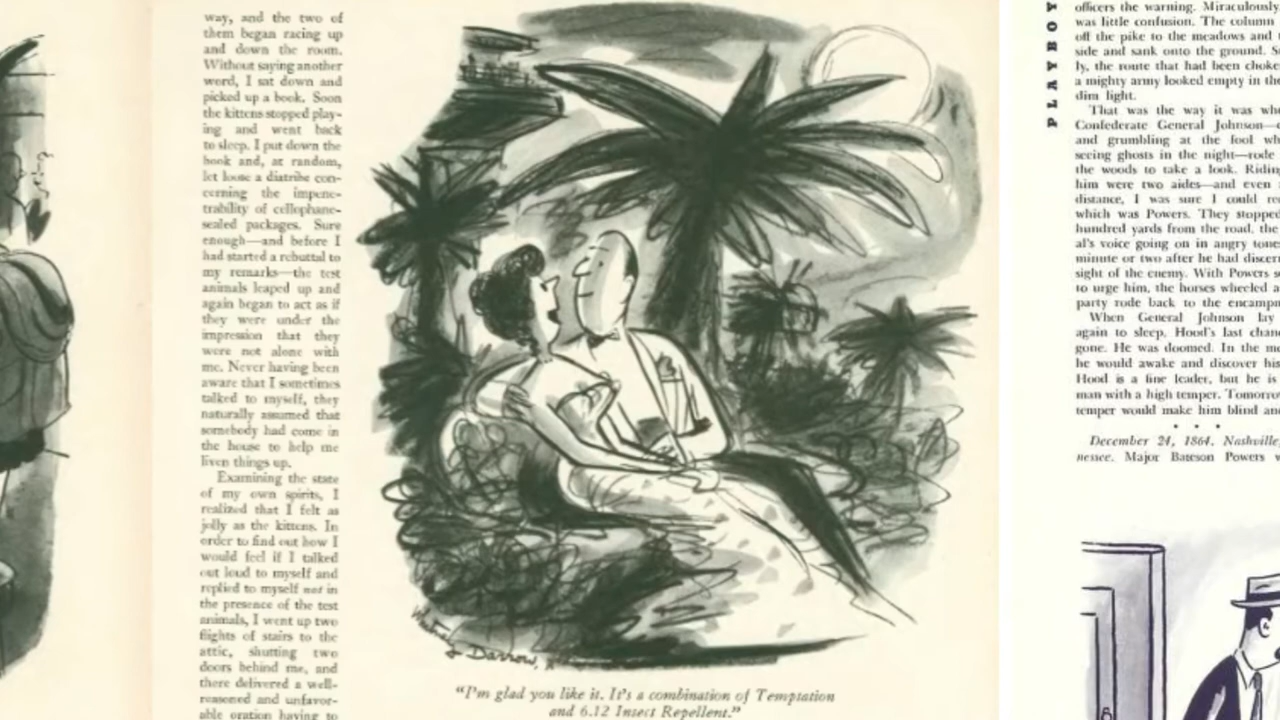 way, and the two of
them began racing up
and down the room.
Without saying another
word, I sat down and
picked up a book. Soon
the kittens stopped play-
ing and went back
to sleep. I put down the
book and, at random,
let loose a diatribe con-
cerning the impene-
trability of cellophane-
sealed packages. Sure
enough—and before I
had started a rebuttal to
my remarks—the test
animals leaped up and
again began to act as if
they were under the
impression that they
were not alone with
me. Never having been
aware that I sometimes
talked to myself, they
naturally assumed that
somebody had come in
the house to help me
liven things up.
Examining the state
of my own spirits, I
realized that I felt as
jolly as the kittens. In
order to find out how I
would feel if I talked
out loud to myself and
replied to myself not in
the presence of the test
animals, I went up two
flights of stairs to the
attic, shutting two
doors behind me, and
there delivered a well-
reasoned and unfavor-
able oration having to
Whitney
Darrow, Jr
"I'm glad you like it. It's a combination of Temptation
and 6.12 Insect Repellent."
PLAYBOY
officers the warning. Miraculously
was little confusion. The column
off the pike to the meadows and
side and sank onto the ground. S
ly, the route that had been choke
a mighty army looked empty in the
dim light.
That was the way it was whe
Confederate General Johnson—
and grumbling at the fool wh
seeing ghosts in the night—rode
the woods to take a look. Riding
him were two aides—and even
distance, I was sure I could re
which was Powers. They stopped
hundred yards from the road, the
al's voice going on in angry tone
minute or two after he had discer
sight of the enemy. With Powers s
to urge him, the horses wheeled a
party rode back to the encamp
When General Johnson lay
again to sleep, Hood's last chan
gone. He was doomed. In the mo
he would awake and discover his
Hood is a fine leader, but he is
man with a high temper. Tomorro
temper would make him blind an
• • •
December 24, 1864. Nashville,
nessee. Major Bateson Powers w